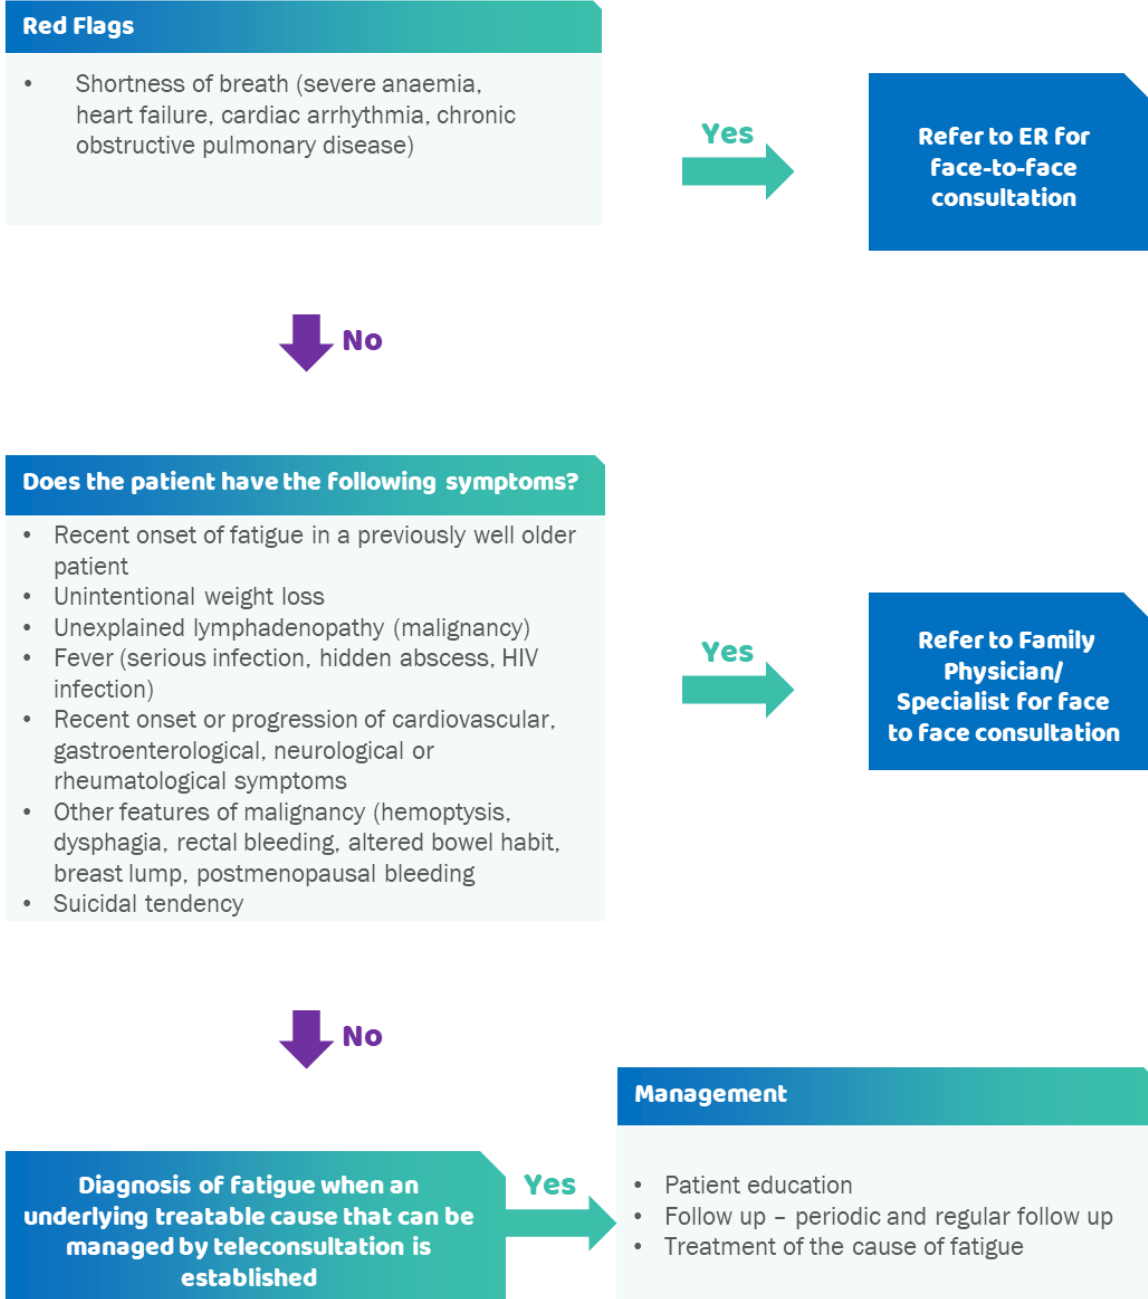 Red Flags
• Shortness of breath (severe anaemia,
heart failure, cardiac arrhythmia, chronic
obstructive pulmonary disease)
Yes
Refer to ER for
face-to-face
consultation
No
Does the patient have the following symptoms?
• Recent onset of fatigue in a previously well older
patient
• Unintentional weight loss
• Unexplained lymphadenopathy (malignancy)
• Fever (serious infection, hidden abscess, HIV
infection)
• Recent onset or progression of cardiovascular,
gastroenterological, neurological or
rheumatological symptoms
• Other features of malignancy (hemoptysis,
dysphagia, rectal bleeding, altered bowel habit,
breast lump, postmenopausal bleeding
• Suicidal tendency
Yes
Refer to Family
Physician/
Specialist for face
to face consultation
No
Diagnosis of fatigue when an
underlying treatable cause that can be
managed by teleconsultation is
established
Yes
Management
• Patient education
• Follow up – periodic and regular follow up
• Treatment of the cause of fatigue